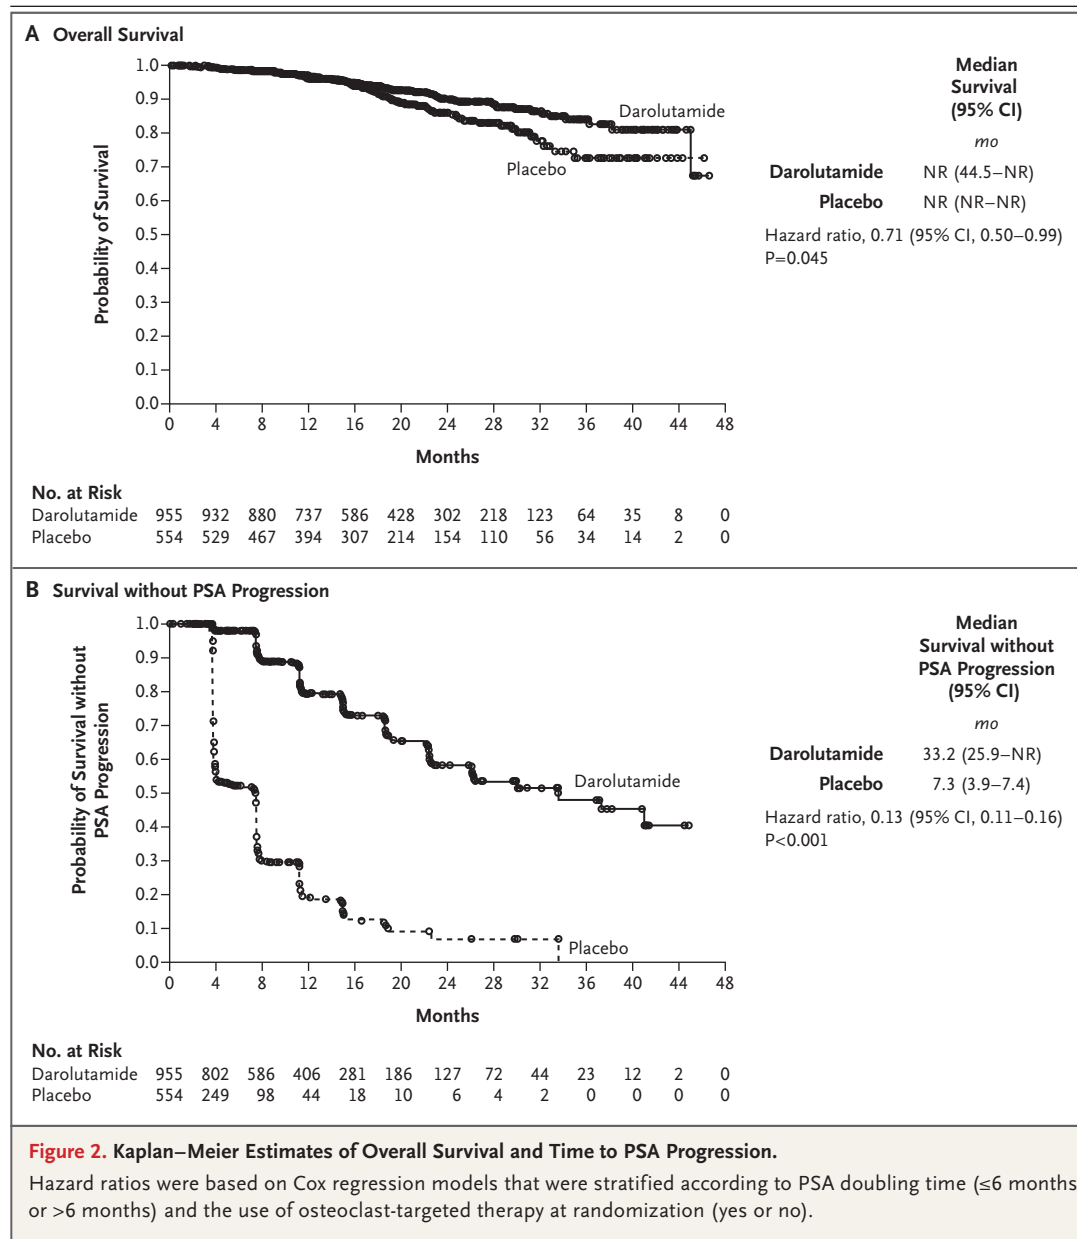 A Overall Survival
1.0
0.9
0.8
0.7
0.6
0.5
0.4
0.3
0.2
0.1
0.0
Probability of Survival
Darolutamide
Placebo
0 4 8 12 16 20 24 28 32 36 40 44 48
Months
Median
Survival
(95% CI)
mo
Darolutamide NR (44.5–NR)
Placebo NR (NR–NR)
Hazard ratio, 0.71 (95% CI, 0.50–0.99)
P=0.045
No. at Risk
Darolutamide 955 932 880 737 586 428 302 218 123 64 35 8 0
Placebo 554 529 467 394 307 214 154 110 56 34 14 2 0
B Survival without PSA Progression
1.0
0.9
0.8
0.7
0.6
0.5
0.4
0.3
0.2
0.1
0.0
Probability of Survival without
PSA Progression
Darolutamide
Placebo
0 4 8 12 16 20 24 28 32 36 40 44 48
Months
Median
Survival without
PSA Progression
(95% CI)
mo
Darolutamide 33.2 (25.9–NR)
Placebo 7.3 (3.9–7.4)
Hazard ratio, 0.13 (95% CI, 0.11–0.16)
P<0.001
No. at Risk
Darolutamide 955 802 586 406 281 186 127 72 44 23 12 2 0
Placebo 554 249 98 44 18 10 6 4 2 0 0 0 0
Figure 2. Kaplan–Meier Estimates of Overall Survival and Time to PSA Progression.
Hazard ratios were based on Cox regression models that were stratified according to PSA doubling time (≤6 months
or >6 months) and the use of osteoclast-targeted therapy at randomization (yes or no).